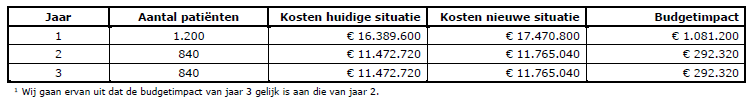 Jaar Aantal patiënten Kosten huidige situatie Kosten nieuwe situatie Budgetimpact
1 1.200 € 16.389.600 € 17.470.800 € 1.081.200
2 840 € 11.472.720 € 11.765.040 € 292.320
3 840 € 11.472.720 € 11.765.040 € 292.320
¹ Wij gaan ervan uit dat de budgetimpact van jaar 3 gelijk is aan die van jaar 2.